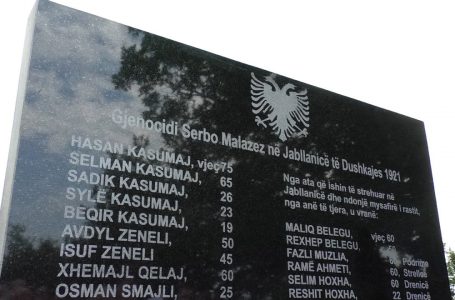 Gjenocidi Serbo Malazez në Jabllanicë të Dushkajes 1921
HASAN KASUMAJ, vjeç 75
SELMAN KASUMAJ, 65
SADIK KASUMAJ, 26
SYLË KASUMAJ, 23
BEQIR KASUMAJ, 19
AVDYL ZENELI, 50
ISUF ZENELI 45
XHEMAJL QELAJ, 60
OSMAN SMAJLI, 25
Nga ata që ishin të strehuar në
Jabllanicë dhe ndonjë mysafirë i rastit,
nga anë të tjera, u vranë:
MALIQ BELEGU, vjeç 60
REXHEP BELEGU,
FAZLI MUZLIA, Podrime
RAMË AHMETI, 60, Strelle
SELIM HOXHA, 60, Drenicë
RESHIT HOXHA, 22 Drenicë